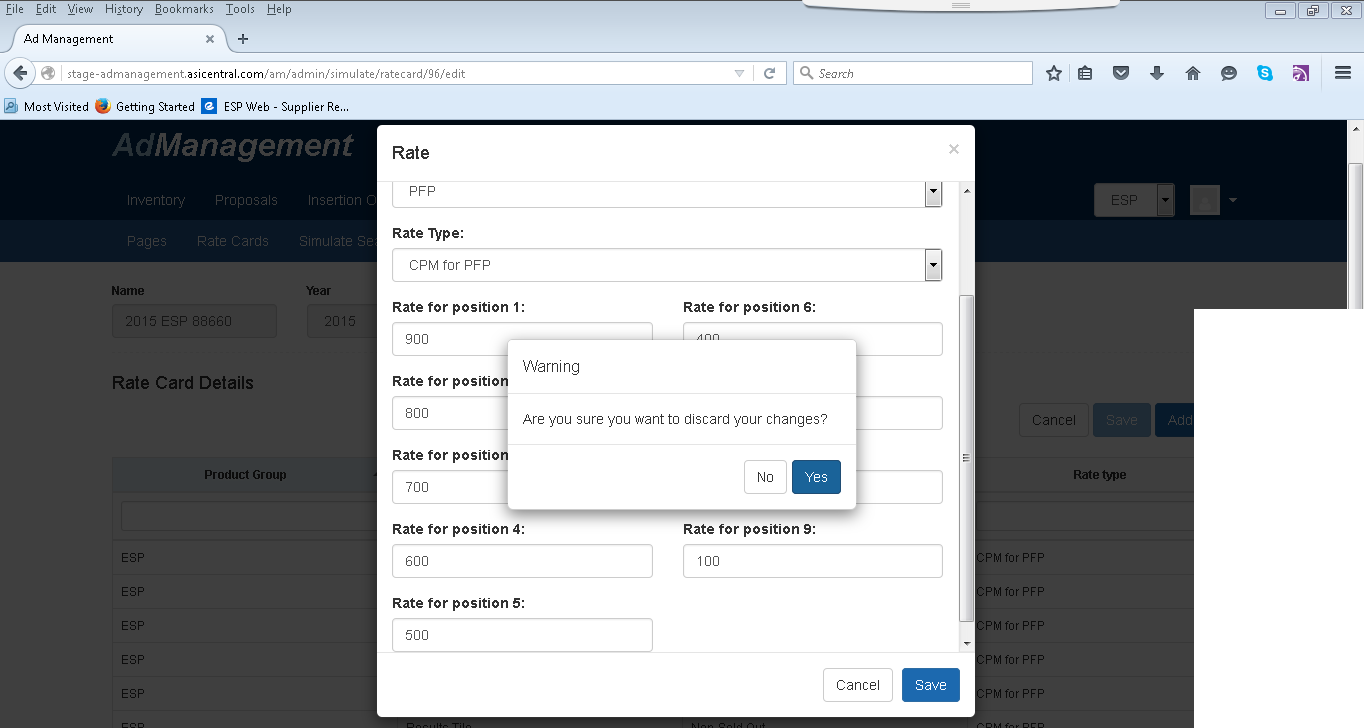 File Edit View History Bookmarks Tools Help
Ad Management
stage-admanagement.asicentral.com/am/admin/simulate/ratecard/96/edit
Search
Most Visited Getting Started ESP Web - Supplier Re...
AdManagement
Rate
×
Inventory Proposals Insertion O
PFP
ESP
Pages Rate Cards Simulate Sea
Rate Type:
CPM for PFP
Name Year
2015 ESP 88660 2015
Rate for position 1: Rate for position 6:
900 400
Warning
Rate Card Details
Rate for position
800
Are you sure you want to discard your changes?
Cancel Save Add
Rate for position
Product Group Rate type
700
No Yes
Rate for position 4: Rate for position 9:
600 100
ESP CPM for PFP
ESP CPM for PFP
Rate for position 5:
500
ESP CPM for PFP
ESP CPM for PFP
Cancel Save
ESP CPM for PFP
ESP Results Tile Non Sold Out CPM for PFP